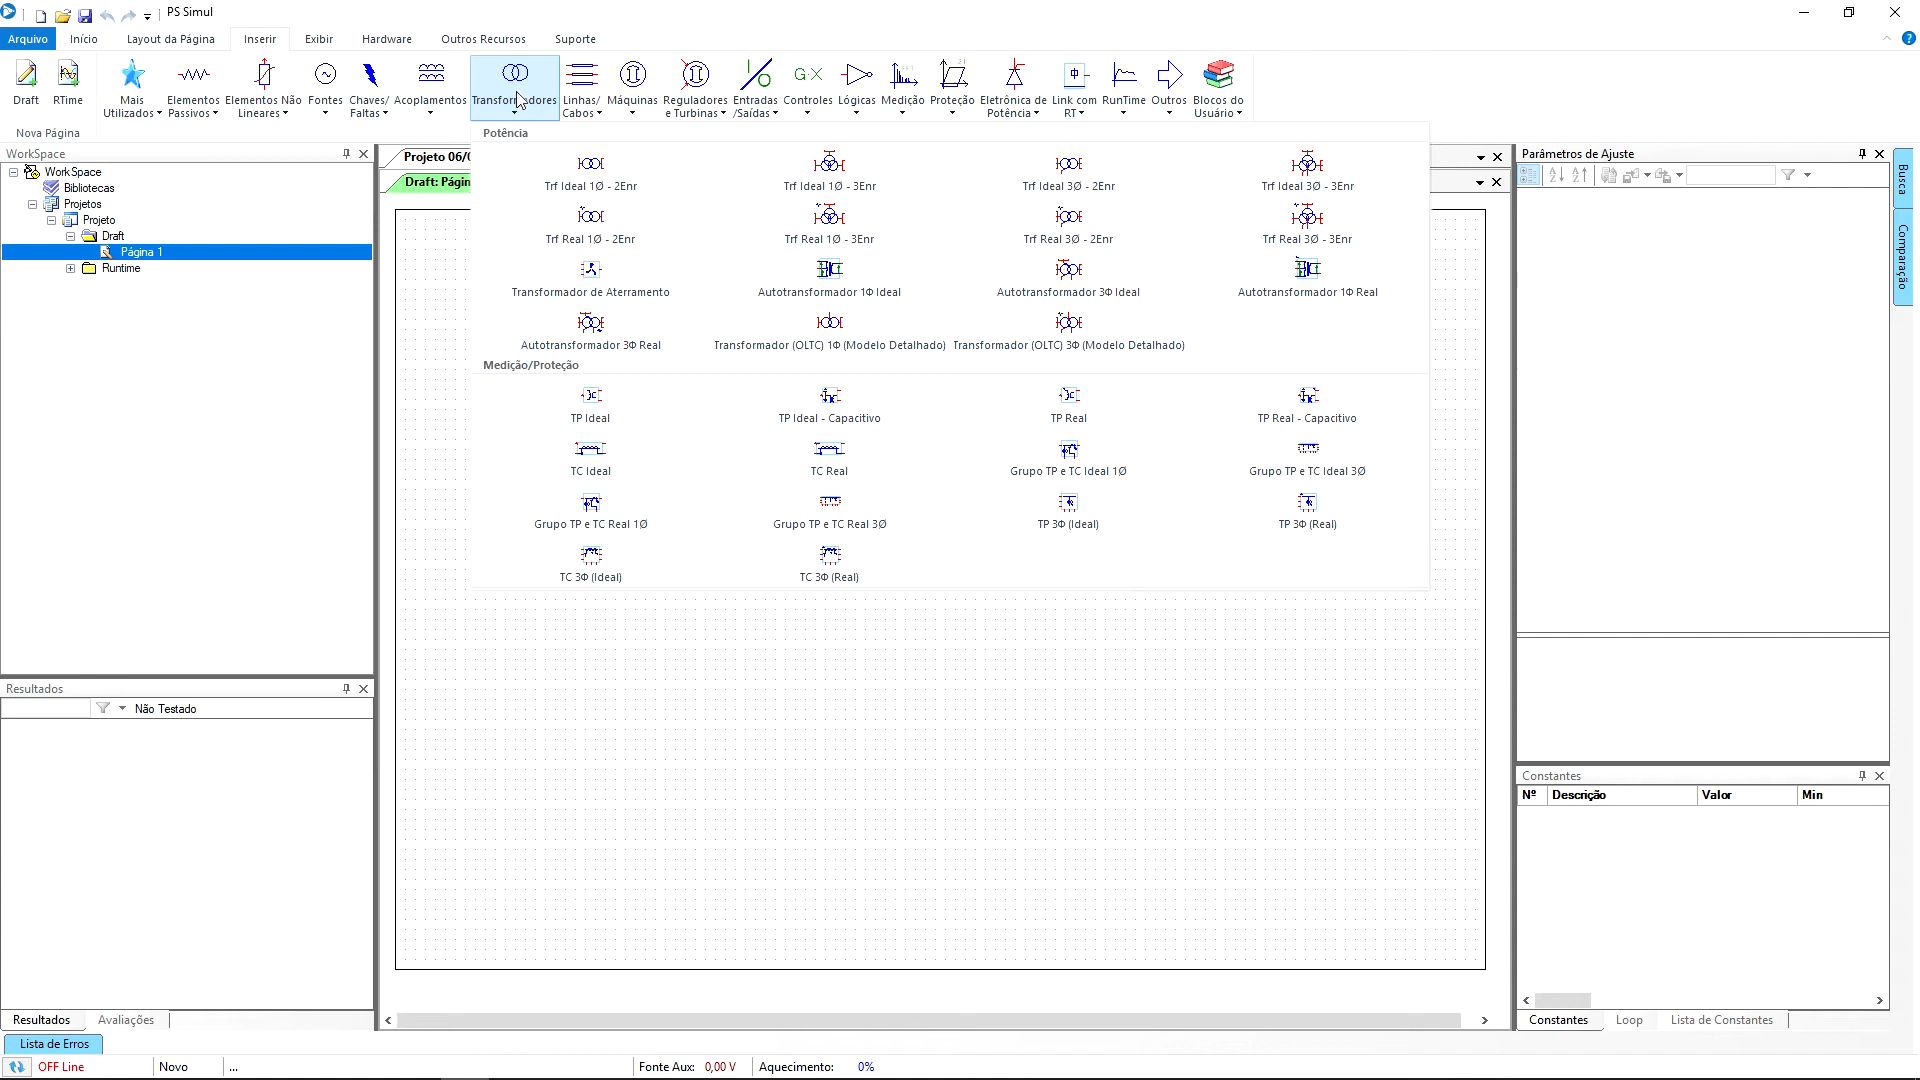 PS Simul
Arquivo
Início
Layout da Página
Inserir
Exibir
Hardware
Outros Recursos
Suporte
Draft
RTime
Mais Utilizados
Elementos Passivos
Elementos Não Lineares
Fontes
Chaves/ Faltas
Acoplamentos
Transformadores
Linhas/ Cabos
Máquinas
Reguladores e Turbinas
Entradas /Saídas
G:X
Controles
Lógicas
Medição
Proteção
Eletrônica de Potência
Link com RT
RunTime
Outros
Blocos do Usuário
Nova Página
Potência
Trf Ideal 1Ø - 2Enr
Trf Ideal 1Ø - 3Enr
Trf Ideal 3Ø - 2Enr
Trf Ideal 3Ø - 3Enr
Trf Real 1Ø - 2Enr
Trf Real 1Ø - 3Enr
Trf Real 3Ø - 2Enr
Trf Real 3Ø - 3Enr
Transformador de Aterramento
Autotransformador 1Φ Ideal
Autotransformador 3Φ Ideal
Autotransformador 1Φ Real
Autotransformador 3Φ Real
Transformador (OLTC) 1Φ (Modelo Detalhado)
Transformador (OLTC) 3Φ (Modelo Detalhado)
Medição/Proteção
TP Ideal
TP Ideal - Capacitivo
TP Real
TP Real - Capacitivo
TC Ideal
TC Real
Grupo TP e TC Ideal 1Ø
Grupo TP e TC Ideal 3Ø
Grupo TP e TC Real 1Ø
Grupo TP e TC Real 3Ø
TP 3Φ (Ideal)
TP 3Φ (Real)
TC 3Φ (Ideal)
TC 3Φ (Real)
WorkSpace
WorkSpace
Bibliotecas
Projetos
Projeto
Draft
Página 1
Runtime
Projeto 06/0
Draft: Págin
Parâmetros de Ajuste
Busca
Comparação
Resultados
Não Testado
Constantes
Nº
Descrição
Valor
Min
Resultados
Avaliações
Constantes
Loop
Lista de Constantes
Lista de Erros
OFF Line
Novo
...
Fonte Aux:
0,00 V
Aquecimento:
0%